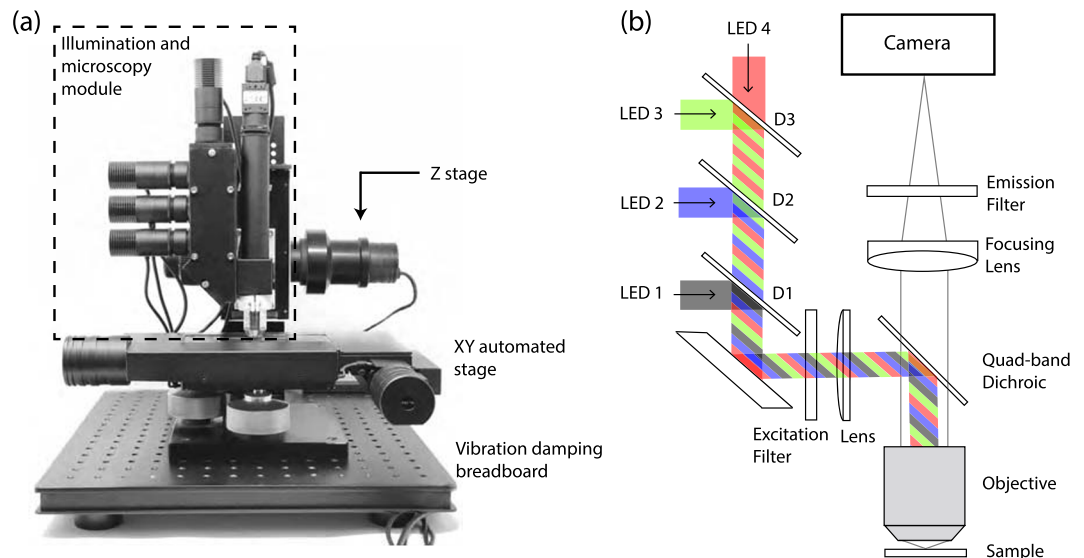 (a)
Illumination and
microscopy
module
Z stage
XY automated
stage
Vibration damping
breadboard
(b)
LED 4
Camera
LED 3
D3
LED 2
D2
Emission
Filter
Focusing
Lens
LED 1
D1
Quad-band
Dichroic
Excitation
Filter
Lens
Objective
Sample